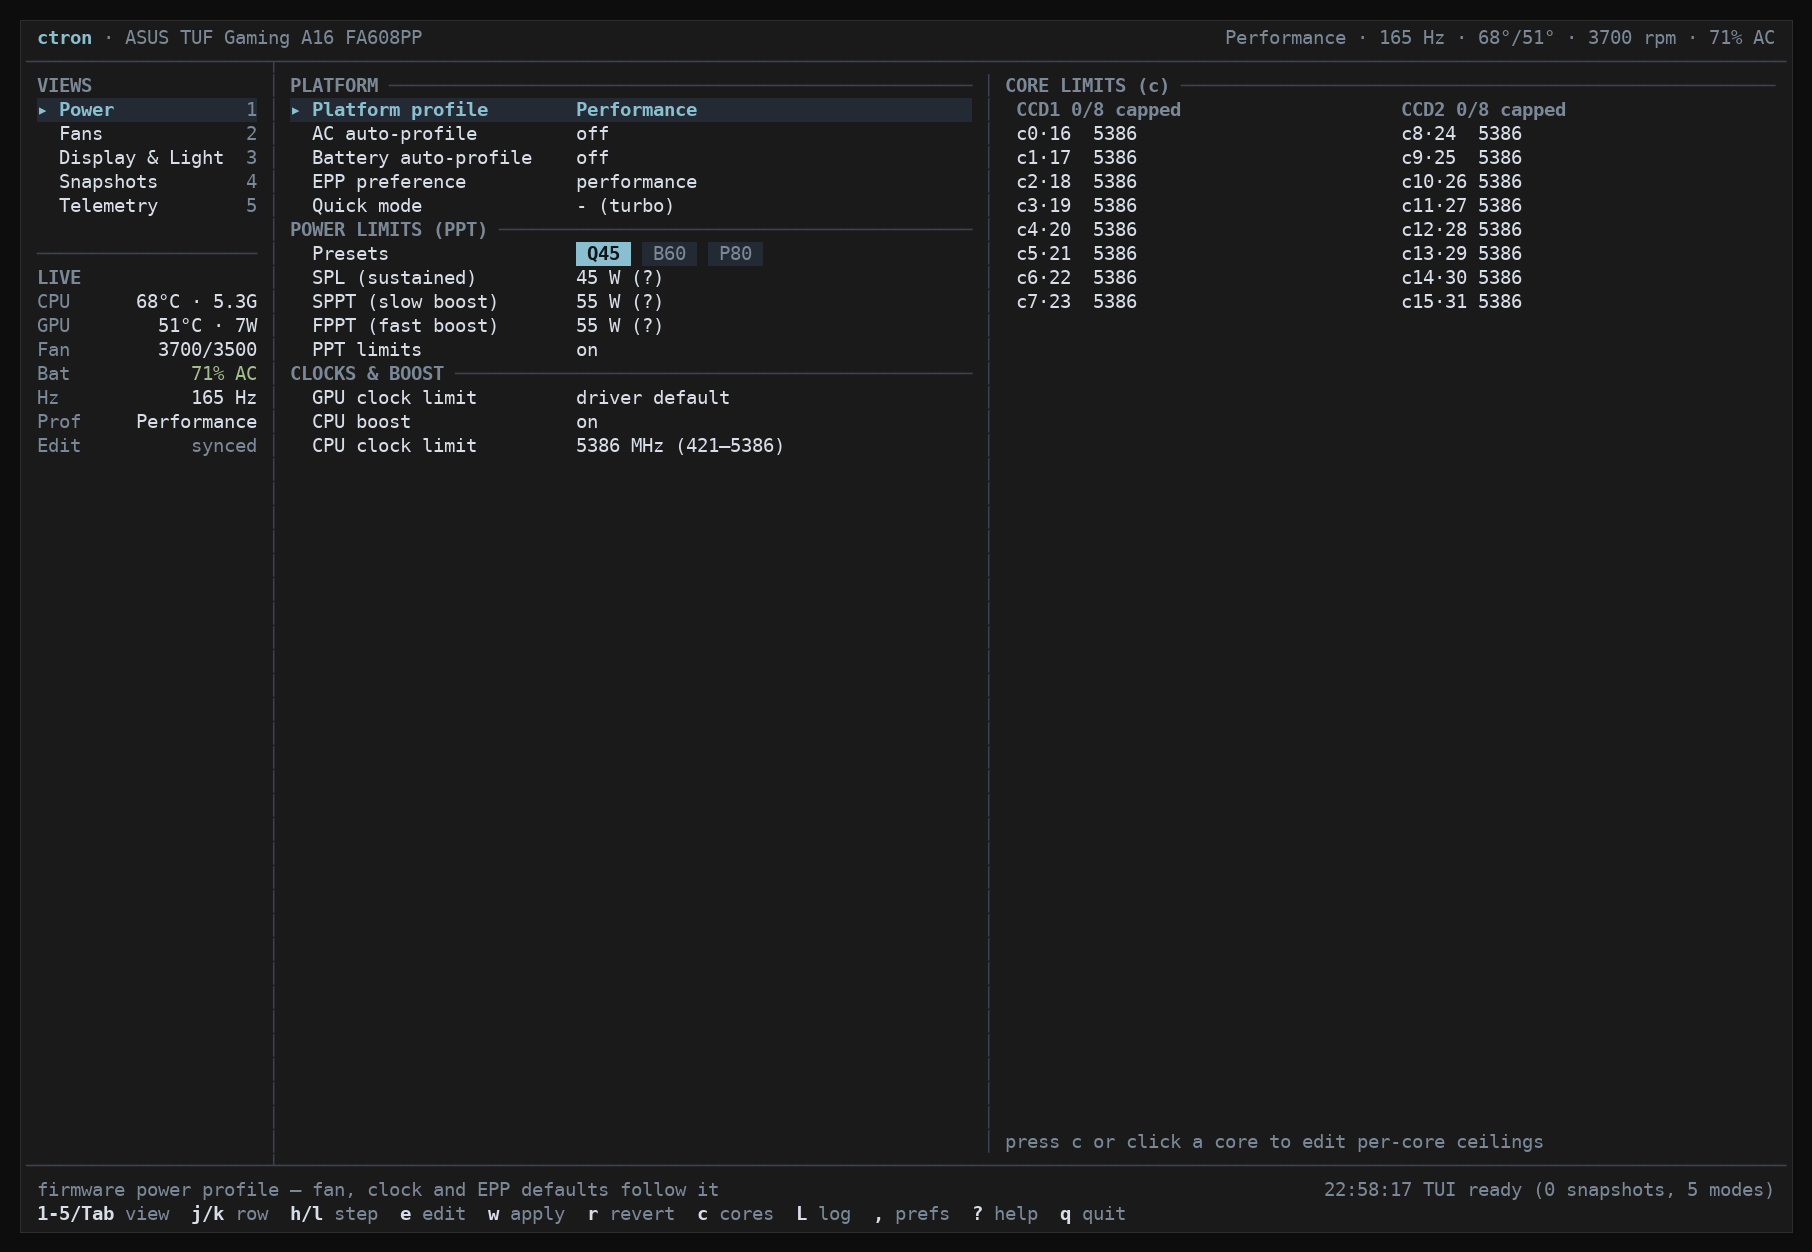 ctron · ASUS TUF Gaming A16 FA608PP
Performance · 165 Hz · 68°/51° · 3700 rpm · 71% AC
VIEWS
▸ Power 1
Fans 2
Display & Light 3
Snapshots 4
Telemetry 5
LIVE
CPU 68°C · 5.3G
GPU 51°C · 7W
Fan 3700/3500
Bat 71% AC
Hz 165 Hz
Prof Performance
Edit synced
PLATFORM
▸ Platform profile Performance
AC auto-profile off
Battery auto-profile off
EPP preference performance
Quick mode - (turbo)
POWER LIMITS (PPT)
Presets Q45 B60 P80
SPL (sustained) 45 W (?)
SPPT (slow boost) 55 W (?)
FPPT (fast boost) 55 W (?)
PPT limits on
CLOCKS & BOOST
GPU clock limit driver default
CPU boost on
CPU clock limit 5386 MHz (421–5386)
CORE LIMITS (c)
CCD1 0/8 capped CCD2 0/8 capped
c0·16 5386 c8·24 5386
c1·17 5386 c9·25 5386
c2·18 5386 c10·26 5386
c3·19 5386 c11·27 5386
c4·20 5386 c12·28 5386
c5·21 5386 c13·29 5386
c6·22 5386 c14·30 5386
c7·23 5386 c15·31 5386
press c or click a core to edit per-core ceilings
firmware power profile — fan, clock and EPP defaults follow it
22:58:17 TUI ready (0 snapshots, 5 modes)
1-5/Tab view j/k row h/l step e edit w apply r revert c cores L log , prefs ? help q quit